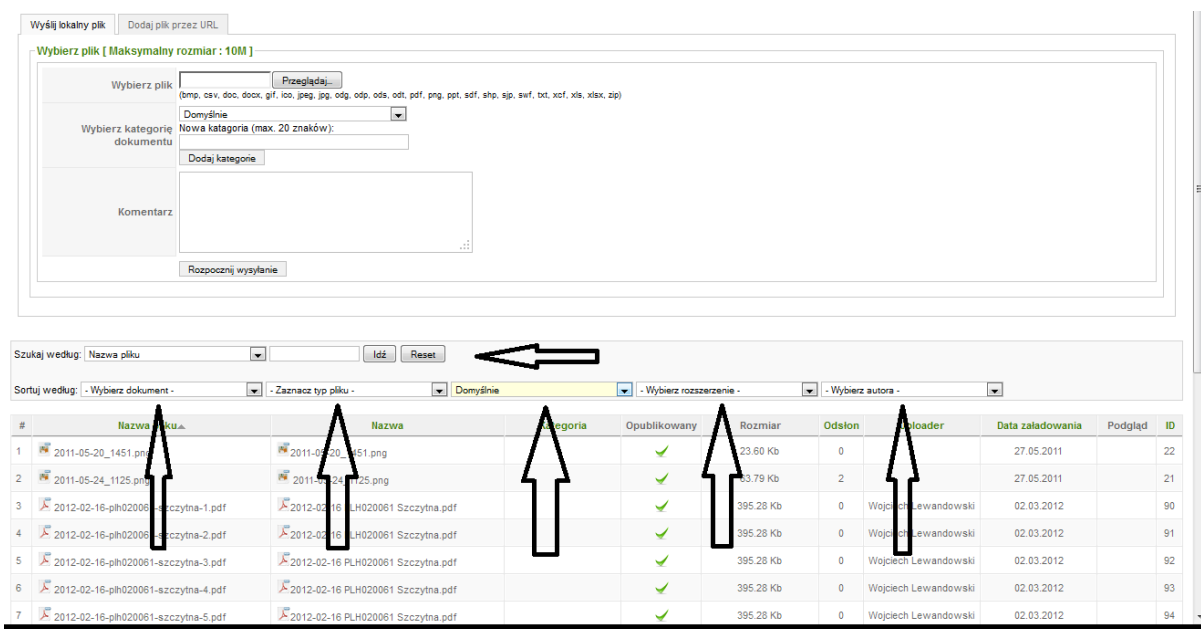 Wyślij lokalny plik Dodaj plik przez URL
Wybierz plik [ Maksymalny rozmiar : 10M ]
Wybierz plik Przeglądaj...
(bmp, csv, doc, docx, gif, ico, jpeg, jpg, odg, odp, ods, odt, pdf, png, ppt, sdf, shp, sjp, swf, txt, xcf, xls, xlsx, zip)
Domyślnie
Wybierz kategorię dokumentu Nowa katagoria (max. 20 znaków):
Dodaj kategorie
Komentarz
Rozpocznij wysyłanie
Szukaj według: Nazwa pliku Idź Reset
Sortuj według: - Wybierz dokument - - Zaznacz typ pliku - Domyślnie - Wybierz rozszerzenie - - Wybierz autora -
# Nazwa Nazwa Opublikowany Rozmiar Odsłon Data załadowania Podgląd ID
1 2011-05-20_1451.png 23.60 Kb 0 27.05.2011 22
2 2011-05-24_1125.png 2 27.05.2011 21
3 2012-02-16 PLH020061 Szczytna.pdf 395.28 Kb 0 Wojciech Lewandowski 02.03.2012 90
4 2012-02-16 PLH020061 Szczytna.pdf 395.28 Kb 0 Wojciech Lewandowski 02.03.2012 91
5 2012-02-16-plh020061-szczytna-3.pdf 2012-02-16 PLH020061 Szczytna.pdf 395.28 Kb 0 Wojciech Lewandowski 02.03.2012 92
6 2012-02-16-plh020061-szczytna-4.pdf 2012-02-16 PLH020061 Szczytna.pdf 395.28 Kb 0 Wojciech Lewandowski 02.03.2012 93
7 2012-02-16-plh020061-szczytna-5.pdf 2012-02-16 PLH020061 Szczytna.pdf 395.28 Kb 0 Wojciech Lewandowski 02.03.2012 94